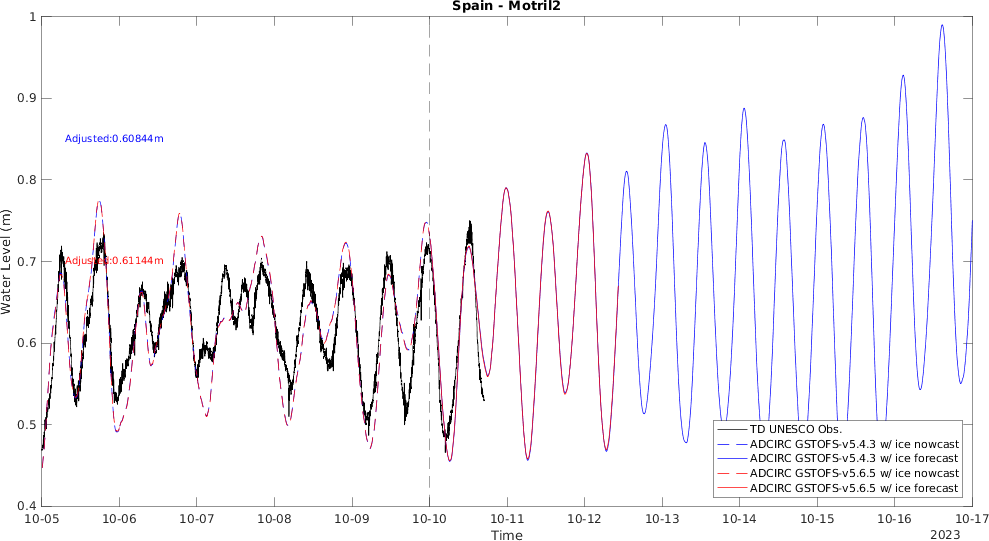 Spain - Motril2
1
0.9
0.8
0.7
0.6
0.5
0.4
Water Level (m)
Adjusted:0.60844m
Adjusted:0.61144m
TD UNESCO Obs.
ADCIRC GSTOFS-v5.4.3 w/ ice nowcast
ADCIRC GSTOFS-v5.4.3 w/ ice forecast
ADCIRC GSTOFS-v5.6.5 w/ ice nowcast
ADCIRC GSTOFS-v5.6.5 w/ ice forecast
10-05 10-06 10-07 10-08 10-09 10-10 10-11 10-12 10-13 10-14 10-15 10-16 10-17
Time
2023